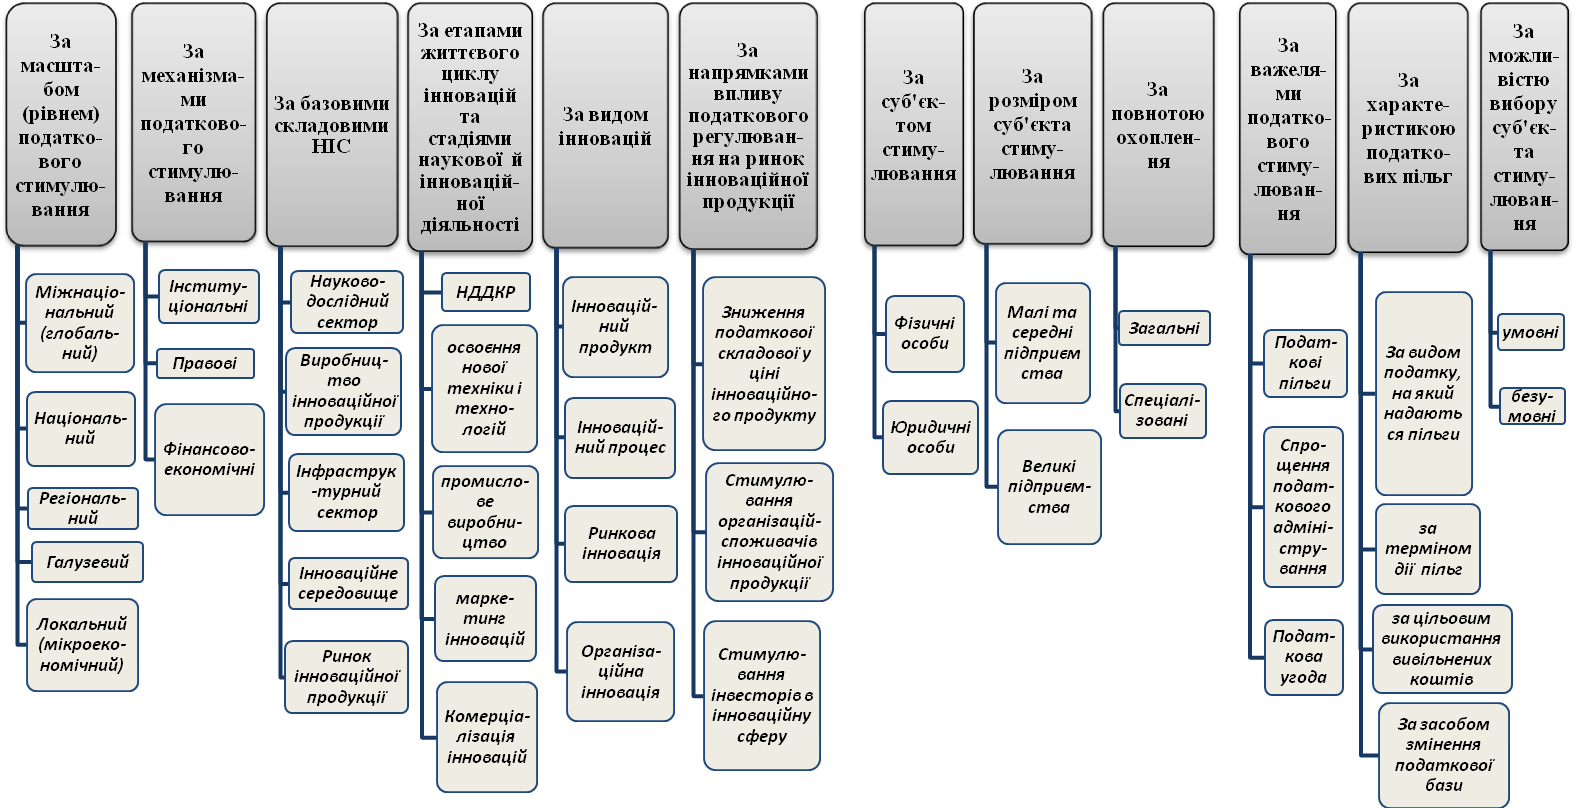 За
масшта-
бом
(рівнем)
податко-
вого
стимулю-
вання
Міжнаціо-
нальний
(глобаль-
ний)
Національ-
ний
Регіональ-
ний
Галузевий
Локальний
(мікроеко-
номічний)
За
механізма-
ми
податково-
го
стимулю-
вання
Інститу-
ціональні
Правові
Фінансово-
економічні
За базовими
складовими
НІС
Науково-
дослідний
сектор
Виробниц-
тво
інноваційної
продукції
Інфраструк
-турний
сектор
Інноваційне
середовище
Ринок
інноваційної
продукції
За етапами
життєвого
циклу
інновацій
та
стадіями
наукової й
інновацій-
ної
діяльності
НДДКР
освоєння
нової
техніки і
техно-
логій
промисло-
ве
виробни-
цтво
марке-
тинг
інновацій
Комерціа-
лізація
інновацій
За видом
інновацій
Інновацій-
ний
продукт
Інновацій-
ний процес
Ринкова
інновація
Організа-
ційна
інновація
За
напрямками
впливу
податкового
регулюван-
ня на ринок
інноваційної
продукції
Зниження
податкової
складової у
ціні
інноваційно-
го продукту
Стимулю-
вання
організацій-
споживачів
інноваційної
продукції
Стимулю-
вання
інвесторів в
інноваційну
сферу
За
суб'єк-
том
стиму-
лювання
Фізичні
особи
Юридичні
особи
За
розміром
суб'єкта
стиму-
лювання
Малі та
середні
підприєм
ства
Великі
підприєм-
ства
За
повнотою
охоплен-
ня
Загальні
Спеціалі-
зовані
За
важеля-
ми
податко-
вого стиму-
люван-
ня
Подат-
кові
пільги
Спро-
щення
подат-
кового
адміні-
стру-
вання
Подат-
кова
угода
За
характе-
ристикою
податко-
вих пільг
За видом
податку,
на який
надають
ся пільги
за
терміном
дії пільг
за цільовим
використання
вивільнених
коштів
За засобом
змінення
податкової
бази
За
можли-
вістю
вибору
суб'єк-
та
стиму-
люван-
ня
умовні
безу-
мовні